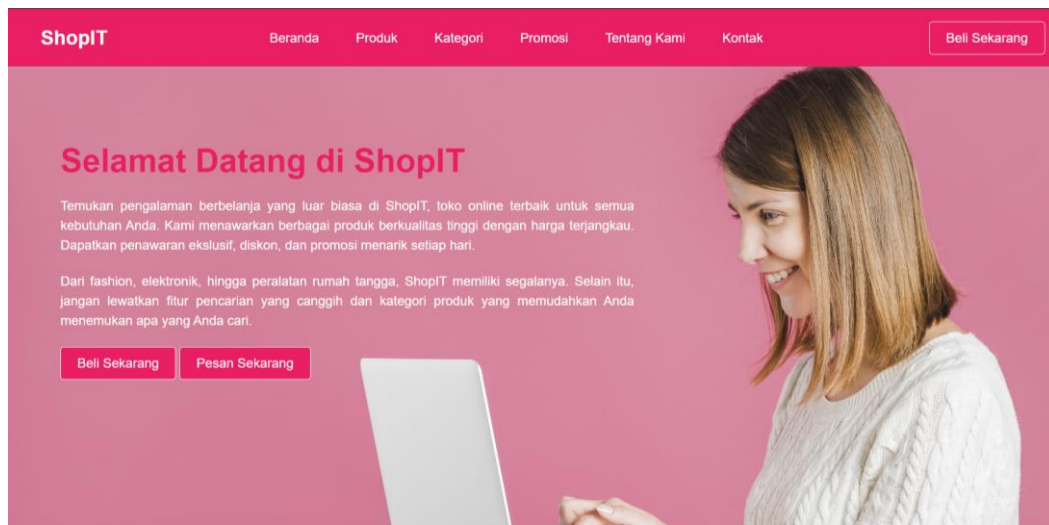 ShopIT
Beranda Produk Kategori Promosi Tentang Kami Kontak
Beli Sekarang
Selamat Datang di ShopIT
Temukan pengalaman berbelanja yang luar biasa di ShopIT, toko online terbaik untuk semua
kebutuhan Anda. Kami menawarkan berbagai produk berkualitas tinggi dengan harga terjangkau.
Dapatkan penawaran ekslusif, diskon, dan promosi menarik setiap hari.
Dari fashion, elektronik, hingga peralatan rumah tangga, ShopIT memiliki segalanya. Selain itu,
jangan lewatkan fitur pencarian yang canggih dan kategori produk yang memudahkan Anda
menemukan apa yang Anda cari.
Beli Sekarang Pesan Sekarang